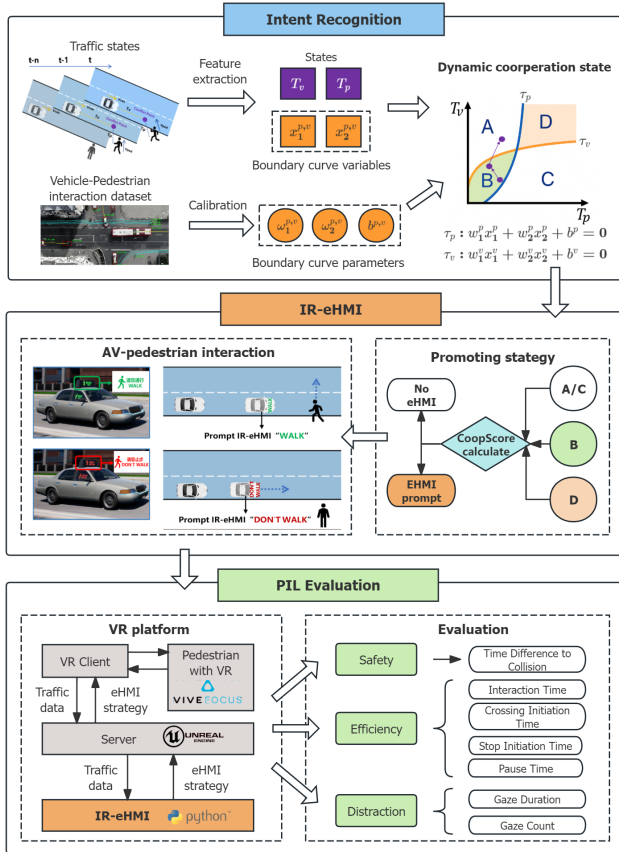 Intent Recognition
Traffic states
t-n
t-1
t
Feature
extraction
States
T_v
T_p
x_1^{p,v}
x_2^{p,v}
Boundary curve variables
Dynamic coorperation state
T_v
τ_p
A
D
τ_v
B
C
T_p
Vehicle-Pedestrian
interaction dataset
Calibration
ω_1^{p,v}
ω_2^{p,v}
b^{p,v}
Boundary curve parameters
τ_p : w_1^p x_1^p + w_2^p x_2^p + b^p = 0
τ_v : w_1^v x_1^v + w_2^v x_2^v + b^v = 0
IR-eHMI
AV-pedestrian interaction
WALK
WALK
Prompt IR-eHMI "WALK"
DON'T WALK
DON'T
WALK
Prompt IR-eHMI "DON'T WALK"
Promoting stategy
No
eHMI
CoopScore
calculate
EHMI
prompt
A/C
B
D
PIL Evaluation
VR platform
VR Client
Pedestrian
with VR
VIVE FOCUS
Traffic
data
eHMI
strategy
Server
UNREAL
ENGINE
Traffic
data
eHMI
strategy
IR-eHMI
python™
Evaluation
Safety
Time Difference to
Collision
Efficiency
Interaction Time
Crossing Initiation
Time
Stop Initiation Time
Pause Time
Distraction
Gaze Duration
Gaze Count